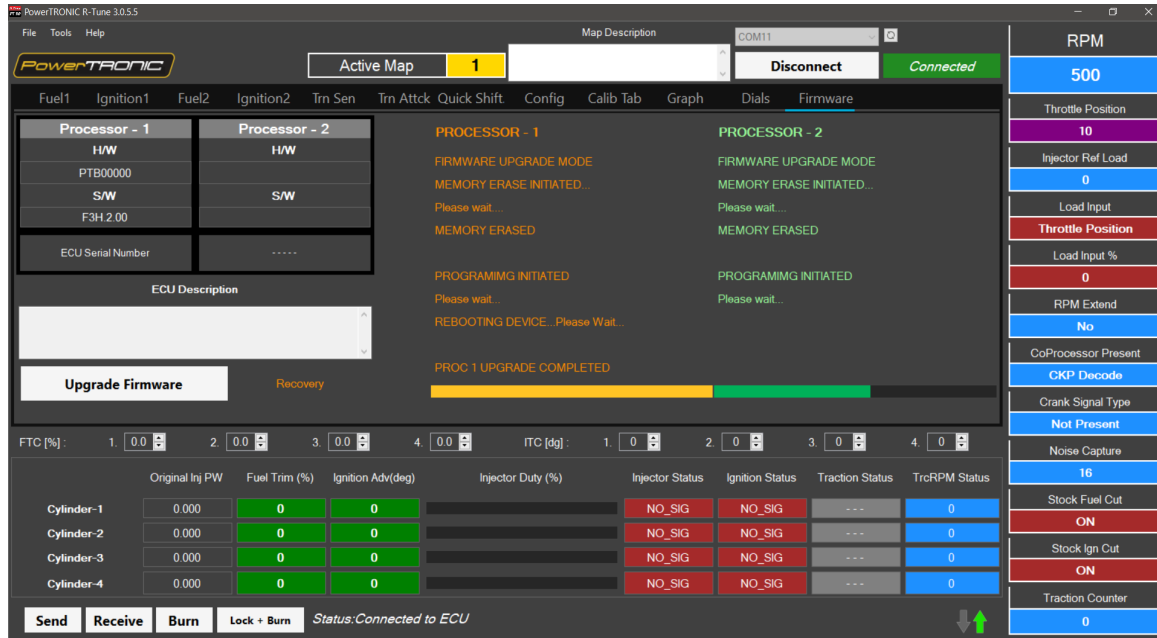 PowerTRONIC R-Tune 3.0.5.5
File Tools Help
Map Description
COM11
RPM
PowerTRONIC
Active Map 1
Disconnect
Connected
500
Fuel1 Ignition1 Fuel2 Ignition2 Trn Sen Trn Attck Quick Shift Config Calib Tab Graph Dials Firmware
Throttle Position
10
Processor - 1 Processor - 2
H/W H/W
PTB00000
S/W S/W
F3H.2.00
ECU Serial Number -----
ECU Description
Upgrade Firmware
Recovery
PROCESSOR - 1
FIRMWARE UPGRADE MODE
MEMORY ERASE INITIATED...
Please wait....
MEMORY ERASED
PROGRAMIMG INITIATED
Please wait...
REBOOTING DEVICE...Please Wait...
PROC 1 UPGRADE COMPLETED
PROCESSOR - 2
FIRMWARE UPGRADE MODE
MEMORY ERASE INITIATED...
Please wait....
MEMORY ERASED
PROGRAMIMG INITIATED
Please wait...
Injector Ref Load
0
Load Input
Throttle Position
Load Input %
0
RPM Extend
No
CoProcessor Present
CKP Decode
Crank Signal Type
Not Present
Noise Capture
16
Stock Fuel Cut
ON
Stock Ign Cut
ON
Traction Counter
0
FTC [%] : 1. 0.0 2. 0.0 3. 0.0 4. 0.0 ITC [dg] : 1. 0 2. 0 3. 0 4. 0
Original Inj PW Fuel Trim (%) Ignition Adv(deg) Injector Duty (%) Injector Status Ignition Status Traction Status TrcRPM Status
Cylinder-1 0.000 0 0 NO_SIG NO_SIG --- 0
Cylinder-2 0.000 0 0 NO_SIG NO_SIG --- 0
Cylinder-3 0.000 0 0 NO_SIG NO_SIG --- 0
Cylinder-4 0.000 0 0 NO_SIG NO_SIG --- 0
Send Receive Burn Lock + Burn Status:Connected to ECU